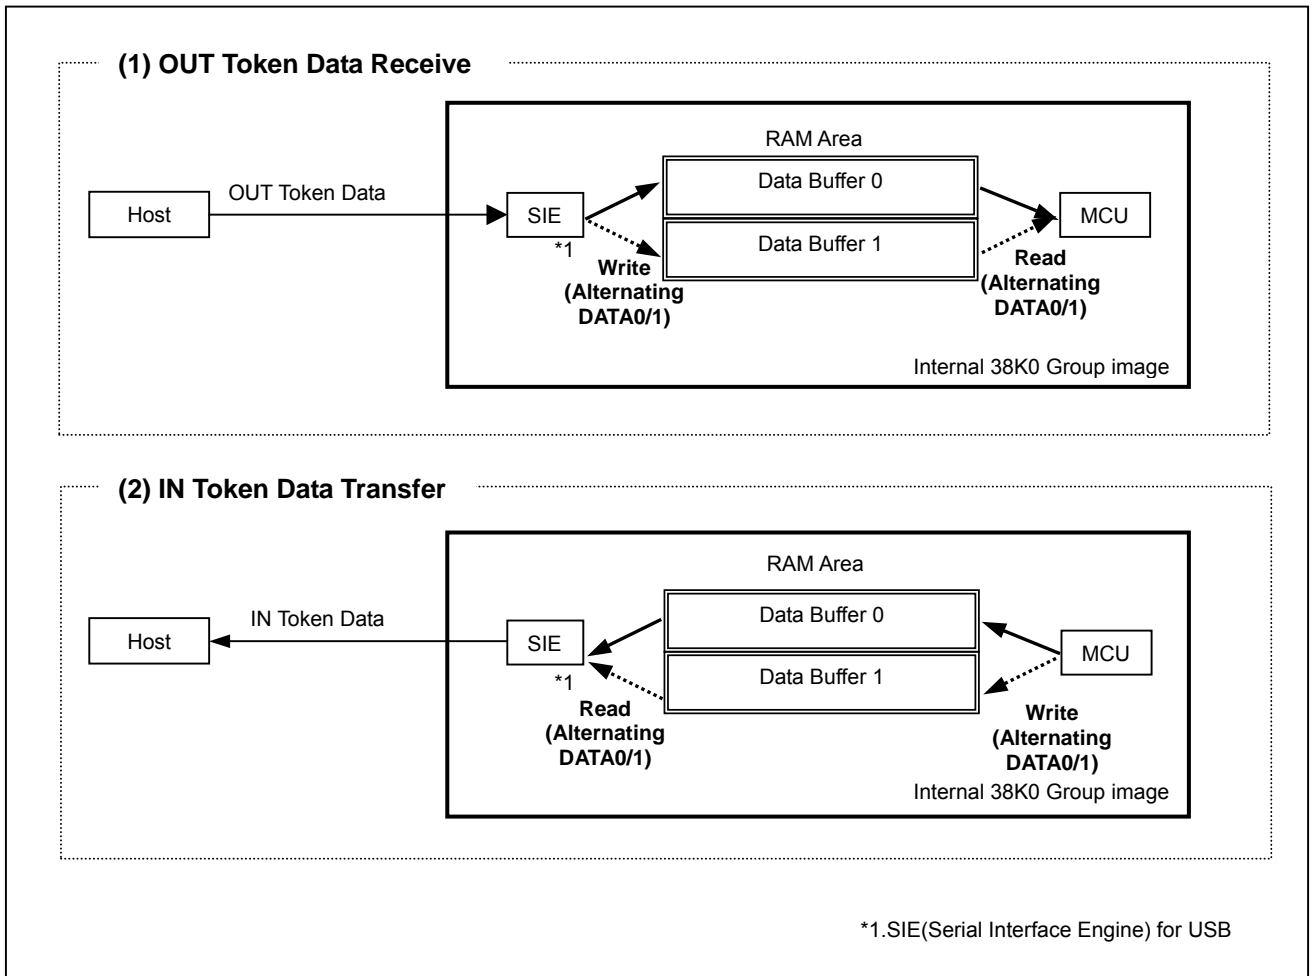 (1) OUT Token Data Receive
RAM Area
Data Buffer 0
OUT Token Data
Host
SIE
MCU
*1
Data Buffer 1
Write
(Alternating
DATA0/1)
Read
(Alternating
DATA0/1)
Internal 38K0 Group image
(2) IN Token Data Transfer
RAM Area
Data Buffer 0
IN Token Data
Host
SIE
MCU
*1
Data Buffer 1
Read
(Alternating
DATA0/1)
Write
(Alternating
DATA0/1)
Internal 38K0 Group image
*1.SIE(Serial Interface Engine) for USB